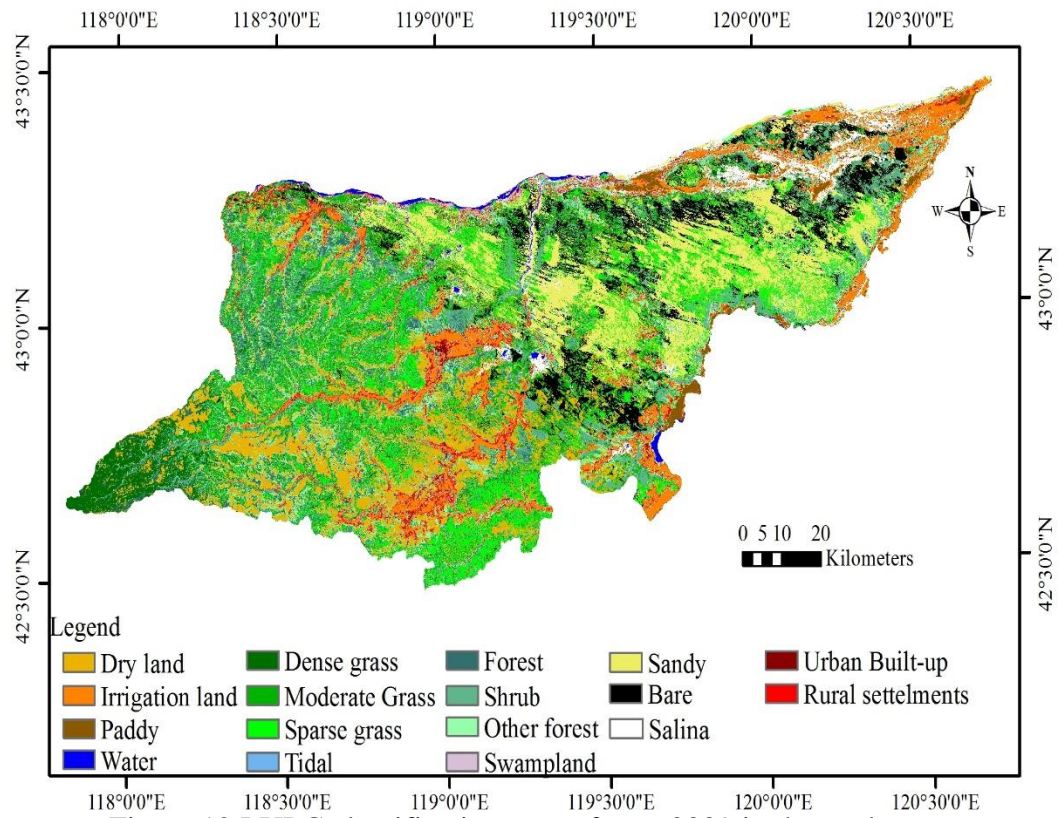 118°0'0"E 118°30'0"E 119°0'0"E 119°30'0"E 120°0'0"E 120°30'0"E
43°30'0"N
43°30'0"N
N
W E
S
43°0'0"N
43°0'0"N
0 5 10 20
Kilometers
42°30'0"N
42°30'0"N
Legend
Dry land Dense grass Forest Sandy Urban Built-up
Irrigation land Moderate Grass Shrub Bare Rural settelments
Paddy Sparse grass Other forest Salina
Water Tidal Swampland
118°0'0"E 118°30'0"E 119°0'0"E 119°30'0"E 120°0'0"E 120°30'0"E